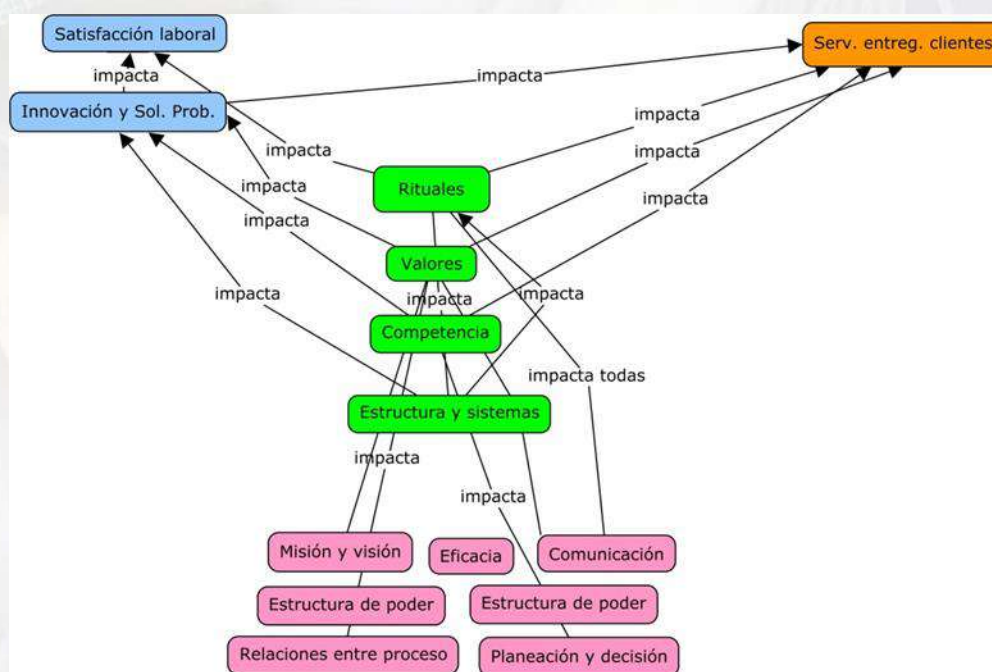 Satisfacción laboral
Serv. entreg. clientes
impacta
impacta
Innovación y Sol. Prob.
impacta
impacta
impacta
Rituales
impacta
impacta
impacta
Valores
impacta
impacta
impacta
Competencia
impacta todas
Estructura y sistemas
impacta
impacta
Misión y visión
Eficacia
Comunicación
Estructura de poder
Estructura de poder
Relaciones entre proceso
Planeación y decisión